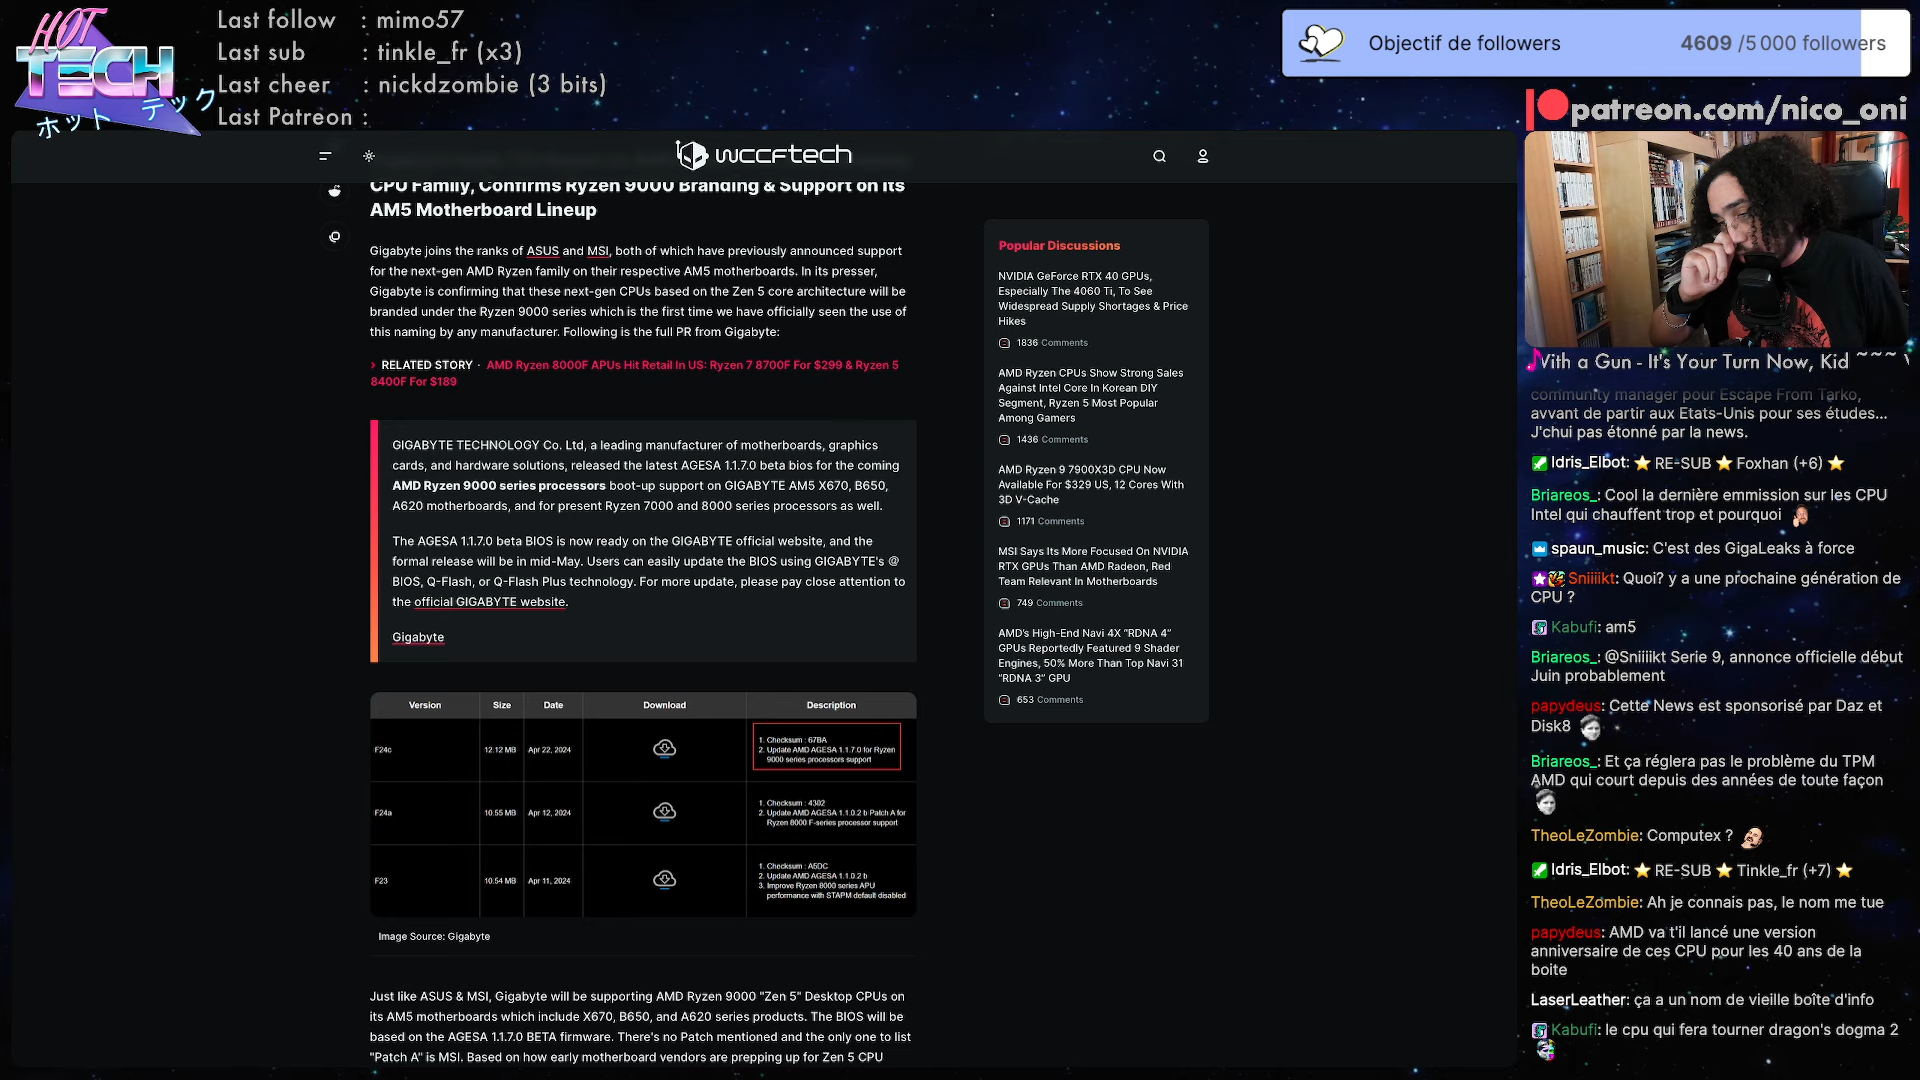 HOT
TECH
ホット テック
Last follow : mimo57
Last sub : tinkle_fr (x3)
Last cheer : nickdzombie (3 bits)
Last Patreon :
Objectif de followers 4609 /5 000 followers
patreon.com/nico_oni
wccftech
CPU Family, Confirms Ryzen 9000 Branding & Support on Its
AM5 Motherboard Lineup
Gigabyte joins the ranks of ASUS and MSI, both of which have previously announced support
for the next-gen AMD Ryzen family on their respective AM5 motherboards. In its presser,
Gigabyte is confirming that these next-gen CPUs based on the Zen 5 core architecture will be
branded under the Ryzen 9000 series which is the first time we have officially seen the use of
this naming by any manufacturer. Following is the full PR from Gigabyte:
RELATED STORY · AMD Ryzen 8000F APUs Hit Retail In US: Ryzen 7 8700F For $299 & Ryzen 5
8400F For $189
GIGABYTE TECHNOLOGY Co. Ltd, a leading manufacturer of motherboards, graphics
cards, and hardware solutions, released the latest AGESA 1.1.7.0 beta bios for the coming
AMD Ryzen 9000 series processors boot-up support on GIGABYTE AM5 X670, B650,
A620 motherboards, and for present Ryzen 7000 and 8000 series processors as well.
The AGESA 1.1.7.0 beta BIOS is now ready on the GIGABYTE official website, and the
formal release will be in mid-May. Users can easily update the BIOS using GIGABYTE's @
BIOS, Q-Flash, or Q-Flash Plus technology. For more update, please pay close attention to
the official GIGABYTE website.
Gigabyte
Version Size Date Download Description
F24c 12.12 MB Apr 22, 2024
1. Checksum : 67BA
2. Update AMD AGESA 1.1.7.0 for Ryzen
9000 series processors support
F24a 10.55 MB Apr 12, 2024
1. Checksum : 4302
2. Update AMD AGESA 1.1.0.2 b Patch A for
Ryzen 8000 F-series processor support
F23 10.54 MB Apr 11, 2024
1. Checksum : A5DC
2. Update AMD AGESA 1.1.0.2 b
3. Improve Ryzen 8000 series APU
performance with STAPM default disabled
Image Source: Gigabyte
Just like ASUS & MSI, Gigabyte will be supporting AMD Ryzen 9000 "Zen 5" Desktop CPUs on
its AM5 motherboards which include X670, B650, and A620 series products. The BIOS will be
based on the AGESA 1.1.7.0 BETA firmware. There's no Patch mentioned and the only one to list
"Patch A" is MSI. Based on how early motherboard vendors are prepping up for Zen 5 CPU
Popular Discussions
NVIDIA GeForce RTX 40 GPUs,
Especially The 4060 Ti, To See
Widespread Supply Shortages & Price
Hikes
1836 Comments
AMD Ryzen CPUs Show Strong Sales
Against Intel Core In Korean DIY
Segment, Ryzen 5 Most Popular
Among Gamers
1436 Comments
AMD Ryzen 9 7900X3D CPU Now
Available For $329 US, 12 Cores With
3D V-Cache
1171 Comments
MSI Says Its More Focused On NVIDIA
RTX GPUs Than AMD Radeon, Red
Team Relevant In Motherboards
749 Comments
AMD's High-End Navi 4X "RDNA 4"
GPUs Reportedly Featured 9 Shader
Engines, 50% More Than Top Navi 31
"RDNA 3" GPU
653 Comments
With a Gun - It's Your Turn Now, Kid ~~~
community manager pour Escape From Tarko,
avvant de partir aux Etats-Unis pour ses études...
J'chui pas étonné par la news.
Idris_Elbot: ⭐ RE-SUB ⭐ Foxhan (+6) ⭐
Briareos_: Cool la dernière emmission sur les CPU
Intel qui chauffent trop et pourquoi
spaun_music: C'est des GigaLeaks à force
Sniiiikt: Quoi? y a une prochaine génération de
CPU ?
Kabufi: am5
Briareos_: @Sniiiikt Serie 9, annonce officielle début
Juin probablement
papydeus: Cette News est sponsorisé par Daz et
Disk8
Briareos_: Et ça réglera pas le problème du TPM
AMD qui court depuis des années de toute façon
TheoLeZombie: Computex ?
Idris_Elbot: ⭐ RE-SUB ⭐ Tinkle_fr (+7) ⭐
TheoLeZombie: Ah je connais pas, le nom me tue
papydeus: AMD va t'il lancé une version
anniversaire de ces CPU pour les 40 ans de la
boite
LaserLeather: ça a un nom de vieille boîte d'info
Kabufi: le cpu qui fera tourner dragon's dogma 2